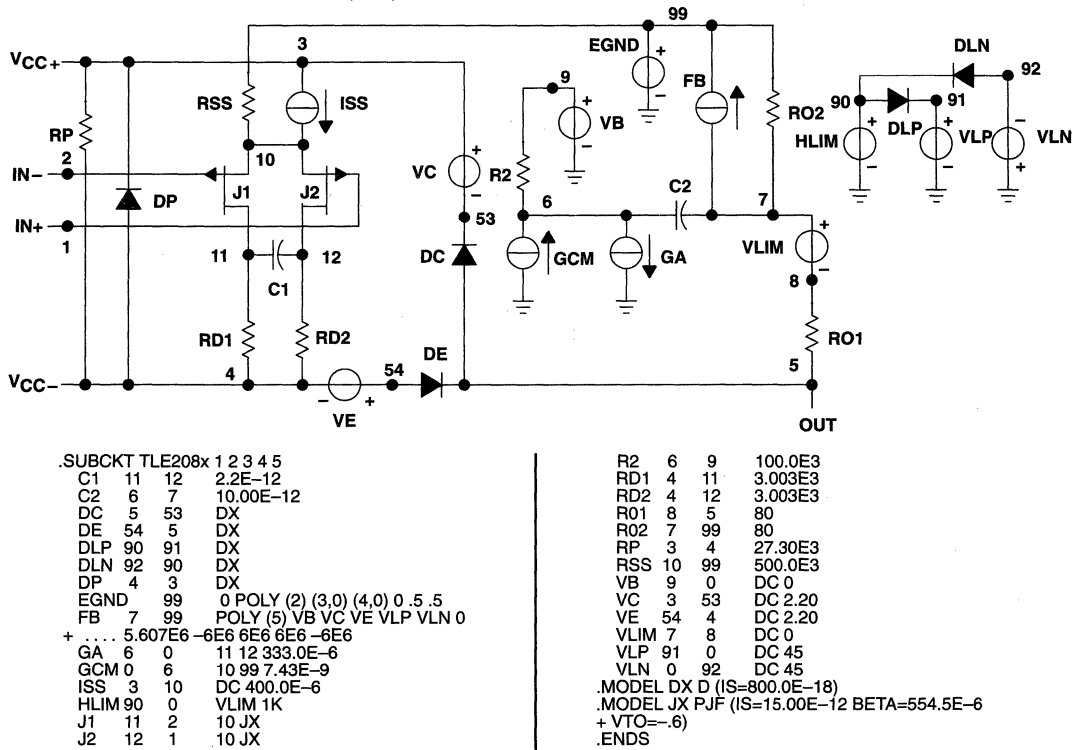 99
3
EGND
+
−
FB
DLN
92
VCC+
9
RSS
ISS
+
VB
−
90
91
RO2
RP
HLIM
+
−
DLP
+
−
VLP
−
+
VLN
2
10
IN−
J1
J2
VC
+
−
R2
C2
DP
6
7
IN+
1
53
+
VLIM
−
11
12
DC
GCM
GA
8
C1
RD1
RD2
RO1
DE
VCC−
4
54
5
−
+
VE
OUT
.SUBCKT TLE208x 1 2 3 4 5
C1 11 12 2.2E−12
C2 6 7 10.00E−12
DC 5 53 DX
DE 54 5 DX
DLP 90 91 DX
DLN 92 90 DX
DP 4 3 DX
EGND 99 0 POLY (2) (3,0) (4,0) 0 .5 .5
FB 7 99 POLY (5) VB VC VE VLP VLN 0
+ .... 5.607E6 −6E6 6E6 6E6 −6E6
GA 6 0 11 12 333.0E−6
GCM 0 6 10 99 7.43E−9
ISS 3 10 DC 400.0E−6
HLIM 90 0 VLIM 1K
J1 11 2 10 JX
J2 12 1 10 JX
R2 6 9 100.0E3
RD1 4 11 3.003E3
RD2 4 12 3.003E3
R01 8 5 80
R02 7 99 80
RP 3 4 27.30E3
RSS 10 99 500.0E3
VB 9 0 DC 0
VC 3 53 DC 2.20
VE 54 4 DC 2.20
VLIM 7 8 DC 0
VLP 91 0 DC 45
VLN 0 92 DC 45
.MODEL DX D (IS=800.0E−18)
.MODEL JX PJF (IS=15.00E−12 BETA=554.5E−6
+ VTO=−.6)
.ENDS